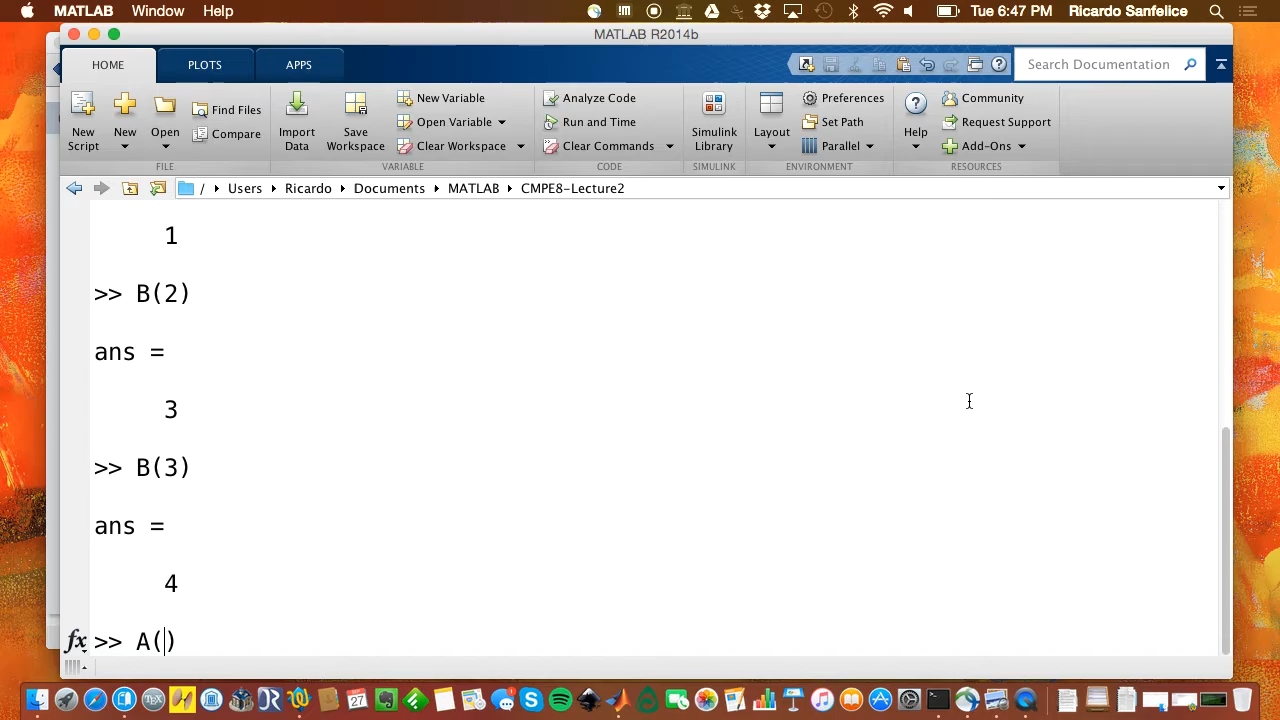 MATLAB Window Help Tue 6:47 PM Ricardo Sanfelice
MATLAB R2014b
HOME PLOTS APPS
Search Documentation
New Script
New
Open
Find Files
Compare
FILE
Import Data
Save Workspace
New Variable
Open Variable
Clear Workspace
VARIABLE
Analyze Code
Run and Time
Clear Commands
CODE
Simulink Library
SIMULINK
Layout
Preferences
Set Path
Parallel
ENVIRONMENT
Help
Community
Request Support
Add-Ons
RESOURCES
/ Users Ricardo Documents MATLAB CMPE8-Lecture2
1
>> B(2)
ans =
3
>> B(3)
ans =
4
fx >> A()
27